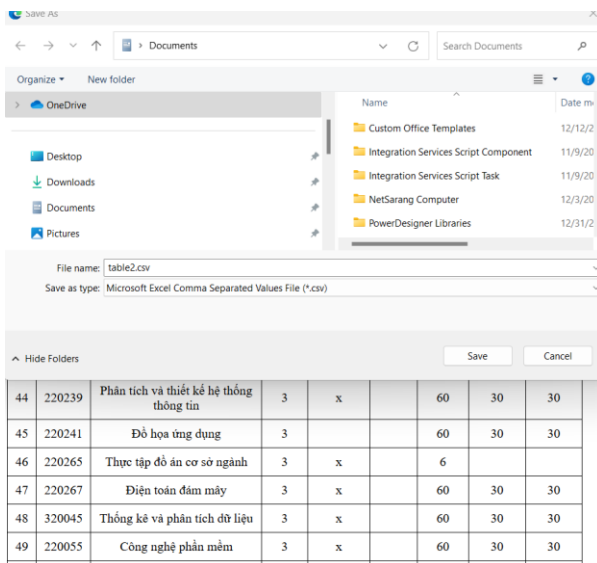 Save As
Documents
Search Documents
Organize
New folder
OneDrive
Desktop
Downloads
Documents
Pictures
Name
Date
Custom Office Templates
12/12/2
Integration Services Script Component
11/9/20
Integration Services Script Task
11/9/20
NetSarang Computer
12/3/20
PowerDesigner Libraries
12/31/2
File name: table2.csv
Save as type: Microsoft Excel Comma Separated Values File (*.csv)
Hide Folders
Save
Cancel
44 220239 Phân tích và thiết kế hệ thống
thông tin 3 x 60 30 30
45 220241 Đồ họa ứng dụng 3 60 30 30
46 220265 Thực tập đồ án cơ sở ngành 3 x 6
47 220267 Điện toán đám mây 3 x 60 30 30
48 320045 Thống kê và phân tích dữ liệu 3 x 60 30 30
49 220055 Công nghệ phần mềm 3 x 60 30 30